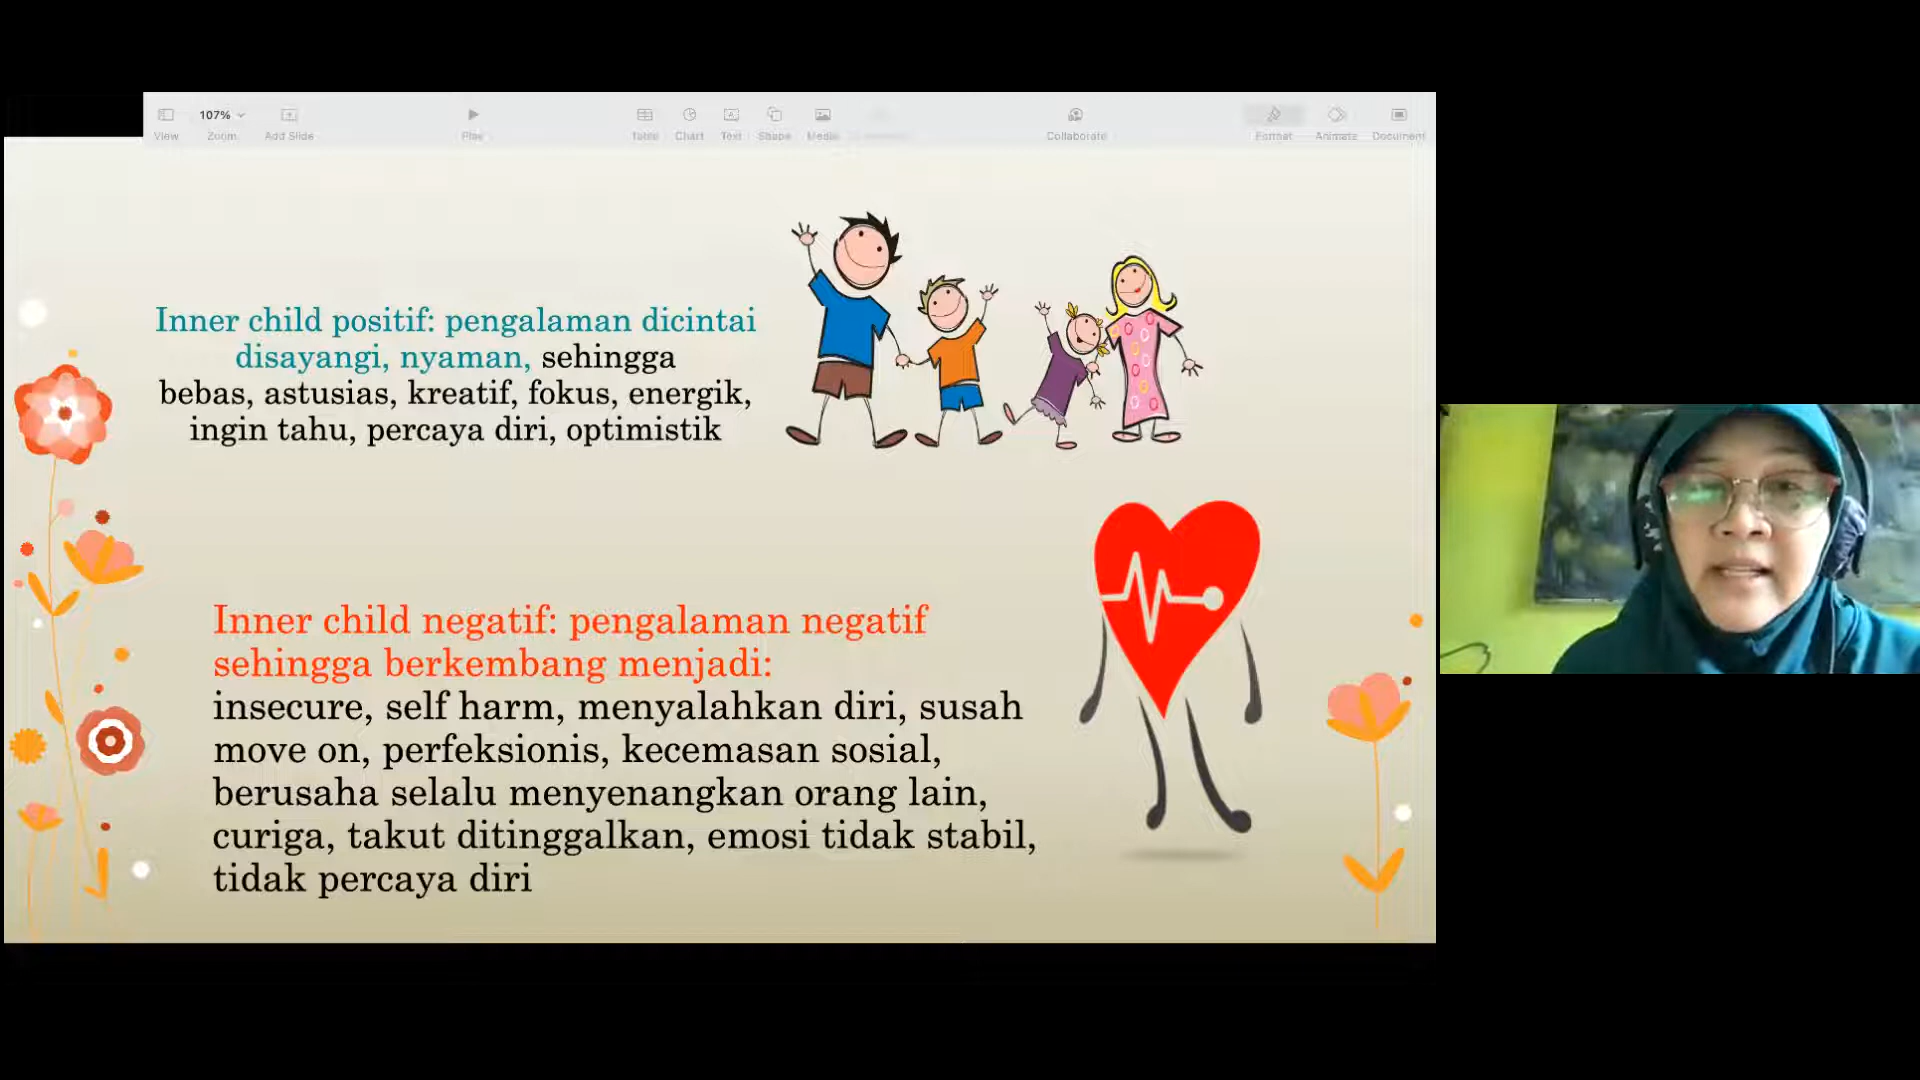 107%
View
Zoom
Add Slide
Play
Table
Chart
Text
Shape
Media
Collaborate
Format
Animate
Document
Inner child positif: pengalaman dicintai
disayangi, nyaman, sehingga
bebas, astusias, kreatif, fokus, energik,
ingin tahu, percaya diri, optimistik
Inner child negatif: pengalaman negatif
sehingga berkembang menjadi:
insecure, self harm, menyalahkan diri, susah
move on, perfeksionis, kecemasan sosial,
berusaha selalu menyenangkan orang lain,
curiga, takut ditinggalkan, emosi tidak stabil,
tidak percaya diri